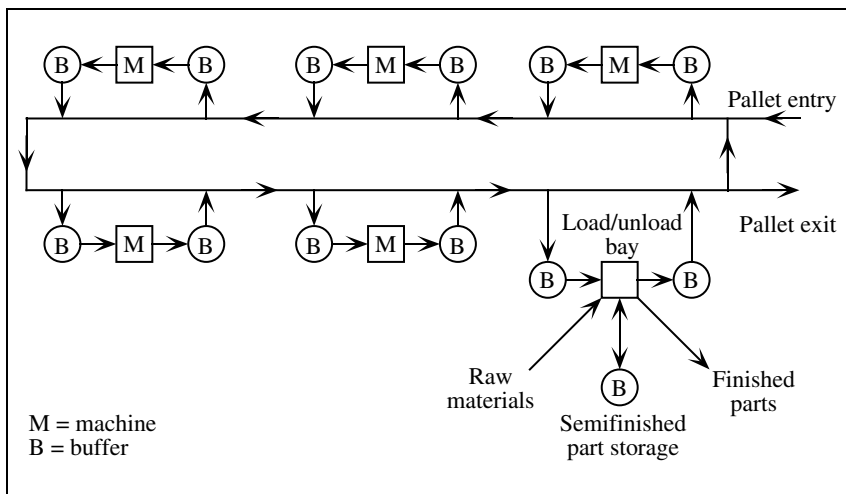 B M B B M B B M B
Pallet entry
Load/unload
bay
Pallet exit
B M B B M B
B B
Raw
materials
B
Finished
parts
Semifinished
part storage
M = machine
B = buffer